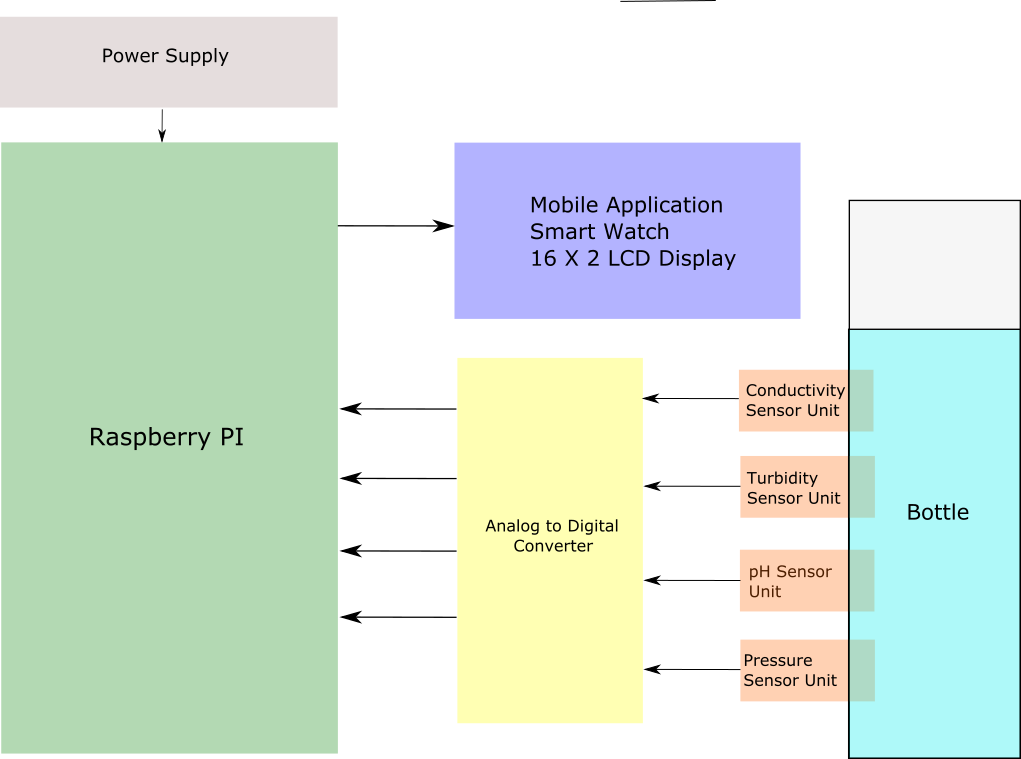 Power Supply
Mobile Application
Smart Watch
16 X 2 LCD Display
Raspberry PI
Analog to Digital
Converter
Conductivity
Sensor Unit
Turbidity
Sensor Unit
pH Sensor
Unit
Pressure
Sensor Unit
Bottle